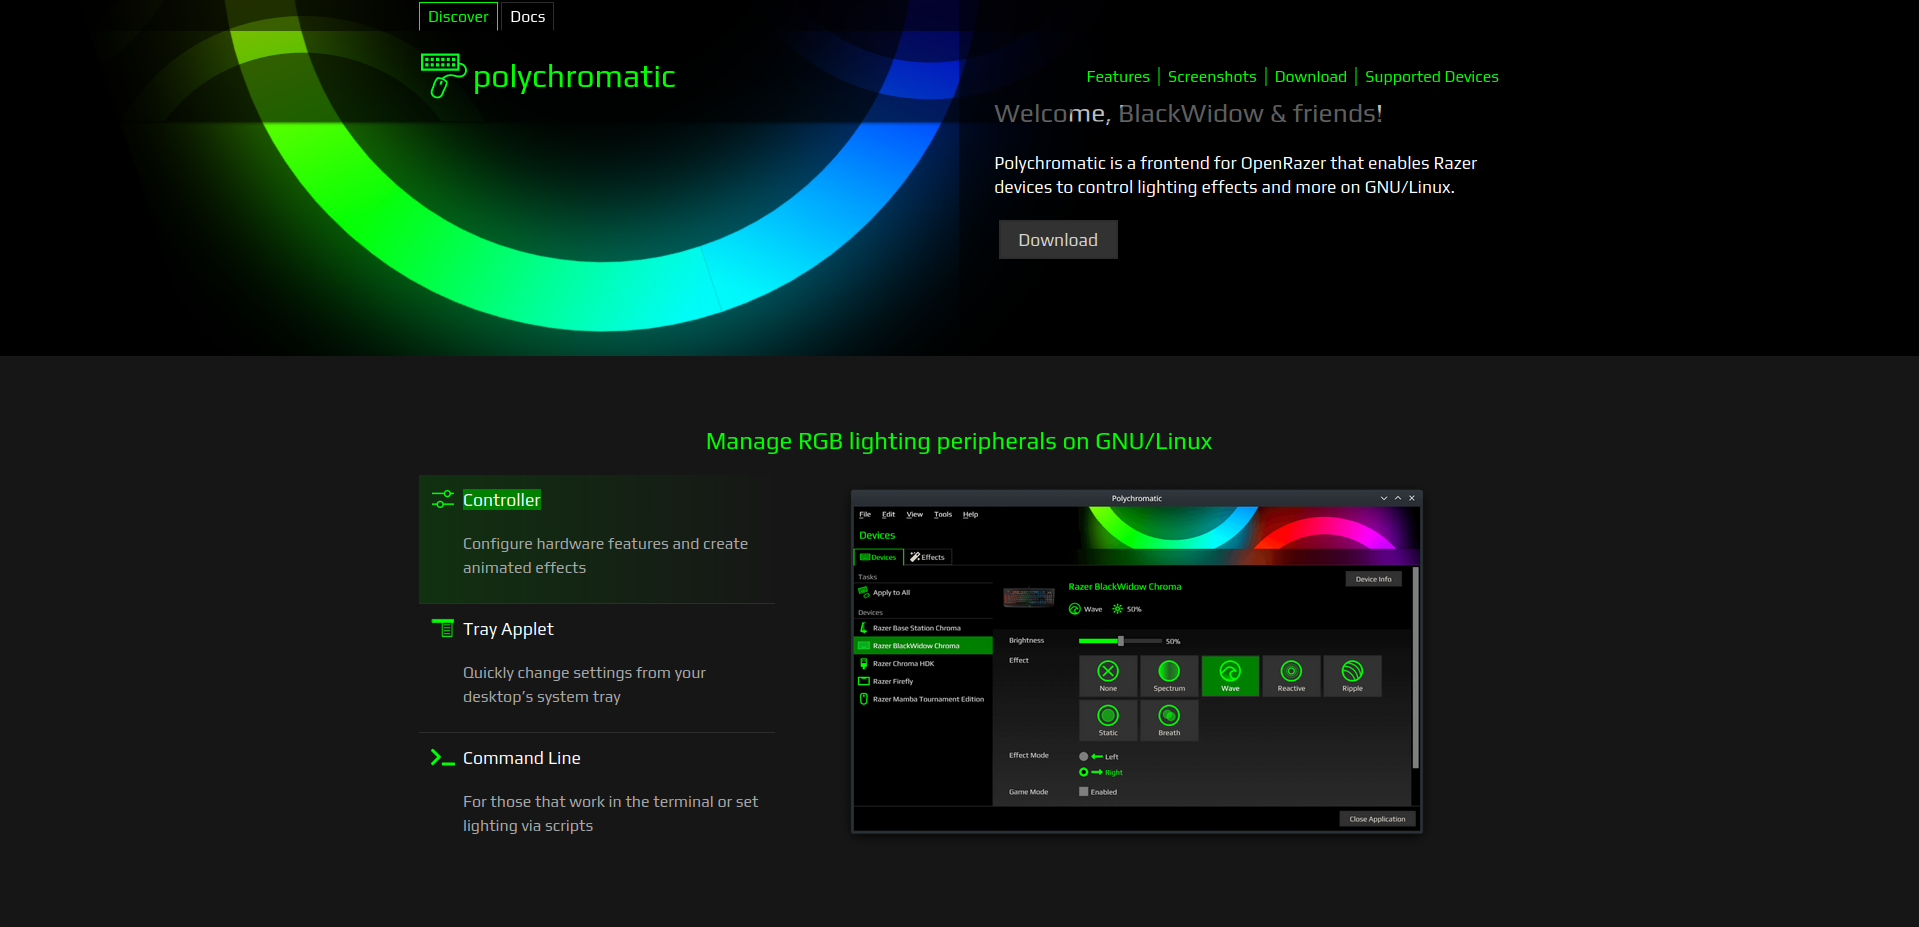 Discover Docs
polychromatic
Features | Screenshots | Download | Supported Devices
Welcome, BlackWidow & friends!
Polychromatic is a frontend for OpenRazer that enables Razer
devices to control lighting effects and more on GNU/Linux.
Download
Manage RGB lighting peripherals on GNU/Linux
Controller
Configure hardware features and create
animated effects
Tray Applet
Quickly change settings from your
desktop’s system tray
Command Line
For those that work in the terminal or set
lighting via scripts
Polychromatic
File Edit View Tools Help
Devices
Devices Effects
Tasks
Apply to All
Devices
Razer Base Station Chroma
Razer BlackWidow Chroma
Razer Chroma HDK
Razer Firefly
Razer Mamba Tournament Edition
Device Info
Razer BlackWidow Chroma
Wave 50%
Brightness 50%
Effect
None Spectrum Wave Reactive Ripple
Static Breath
Effect Mode Left
Right
Game Mode Enabled
Close Application